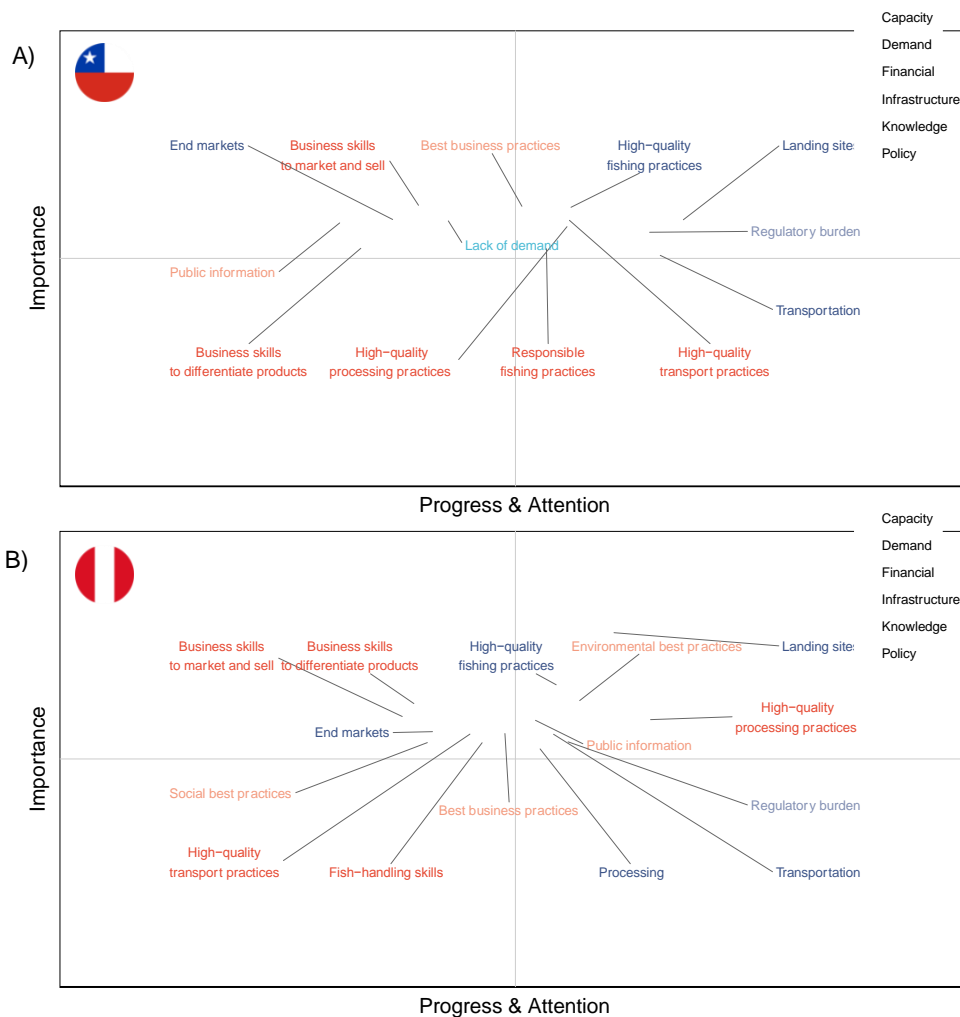 A)
Capacity
Demand
Financial
Infrastructure
Knowledge
Policy
End markets
Business skills
to market and sell
Best business practices
High−quality
fishing practices
Landing sites
Lack of demand
Regulatory burden
Public information
Transportation
Business skills
to differentiate products
High−quality
processing practices
Responsible
fishing practices
High−quality
transport practices
Importance
Progress & Attention
B)
Capacity
Demand
Financial
Infrastructure
Knowledge
Policy
Business skills
to market and sell
Business skills
to differentiate products
High−quality
fishing practices
Environmental best practices
Landing sites
High−quality
processing practices
End markets
Public information
Social best practices
Best business practices
Regulatory burden
High−quality
transport practices
Fish−handling skills
Processing
Transportation
Importance
Progress & Attention